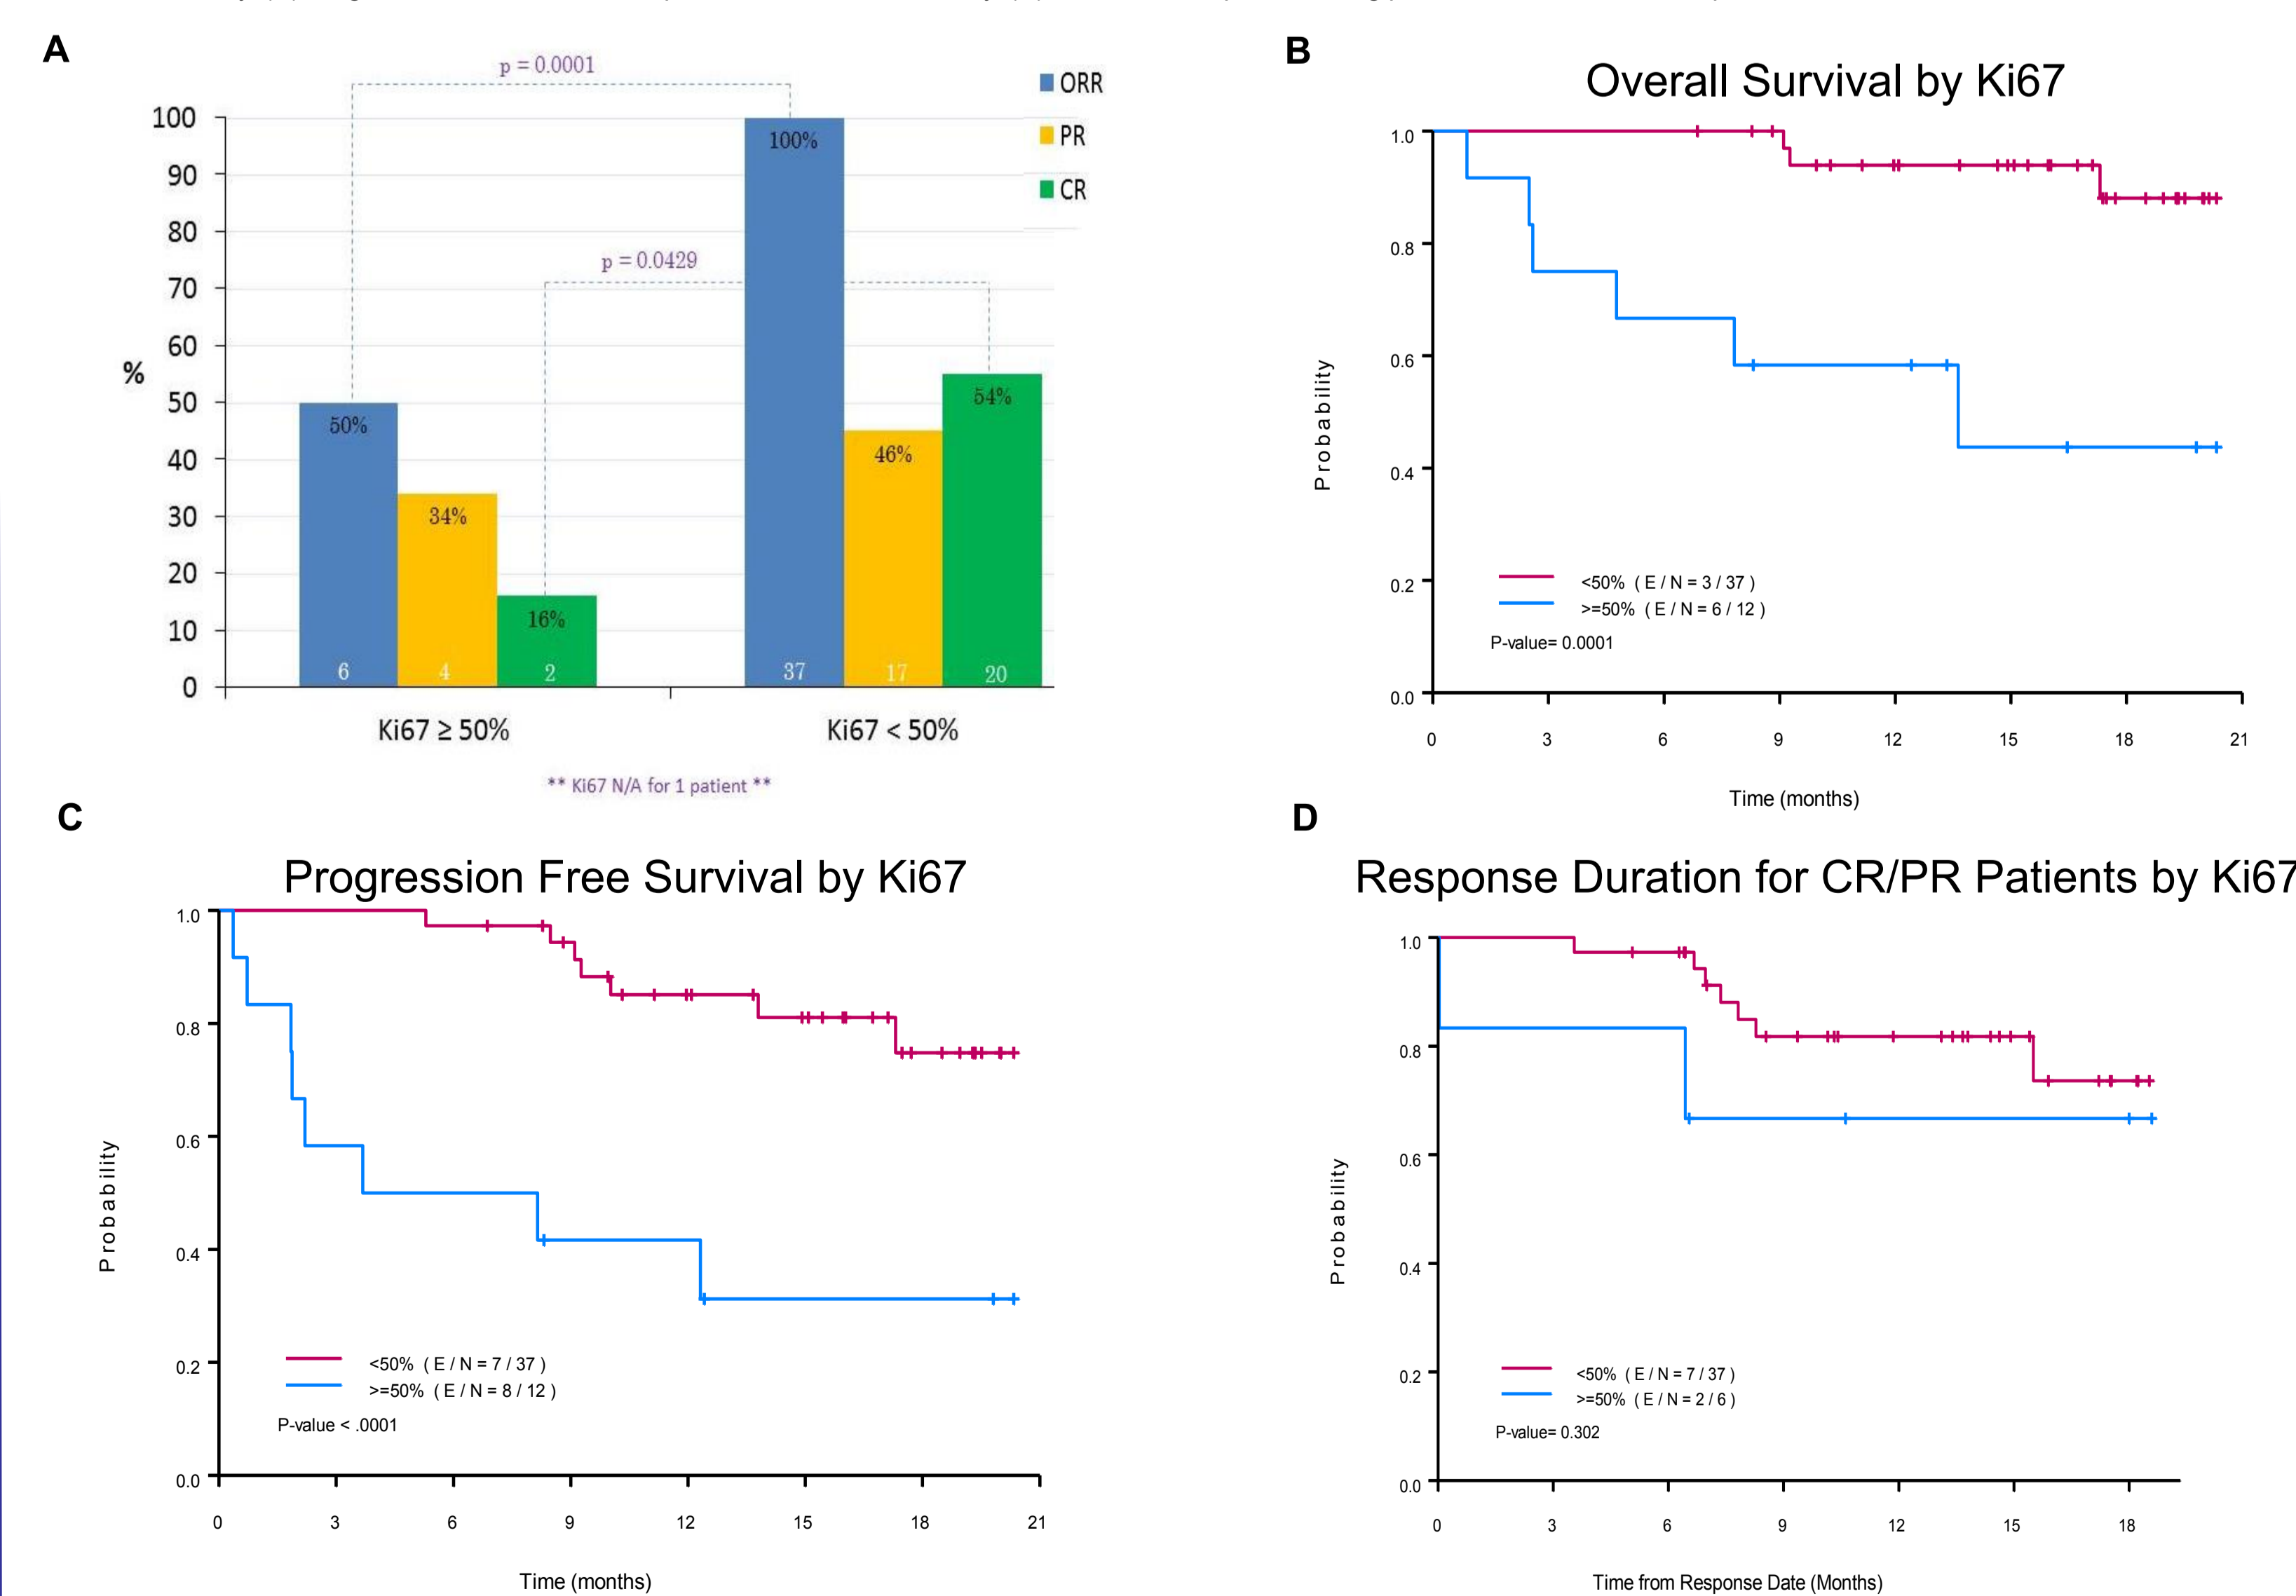 A
p = 0.0001
ORR
PR
CR
100
90
80
70
60
50
40
30
20
10
0
%
p = 0.0429
50%
34%
16%
100%
46%
54%
6
4
2
37
17
20
Ki67 ≥ 50%
Ki67 < 50%
** Ki67 N/A for 1 patient **
B
Overall Survival by Ki67
1.0
0.8
0.6
0.4
0.2
0.0
Probability
<50% ( E / N = 3 / 37 )
>=50% ( E / N = 6 / 12 )
P-value= 0.0001
0 3 6 9 12 15 18 21
Time (months)
C
Progression Free Survival by Ki67
1.0
0.8
0.6
0.4
0.2
0.0
Probability
<50% ( E / N = 7 / 37 )
>=50% ( E / N = 8 / 12 )
P-value < .0001
0 3 6 9 12 15 18 21
Time (months)
D
Response Duration for CR/PR Patients by Ki67
1.0
0.8
0.6
0.4
0.2
0.0
Probability
<50% ( E / N = 7 / 37 )
>=50% ( E / N = 2 / 6 )
P-value= 0.302
0 3 6 9 12 15 18
Time from Response Date (Months)